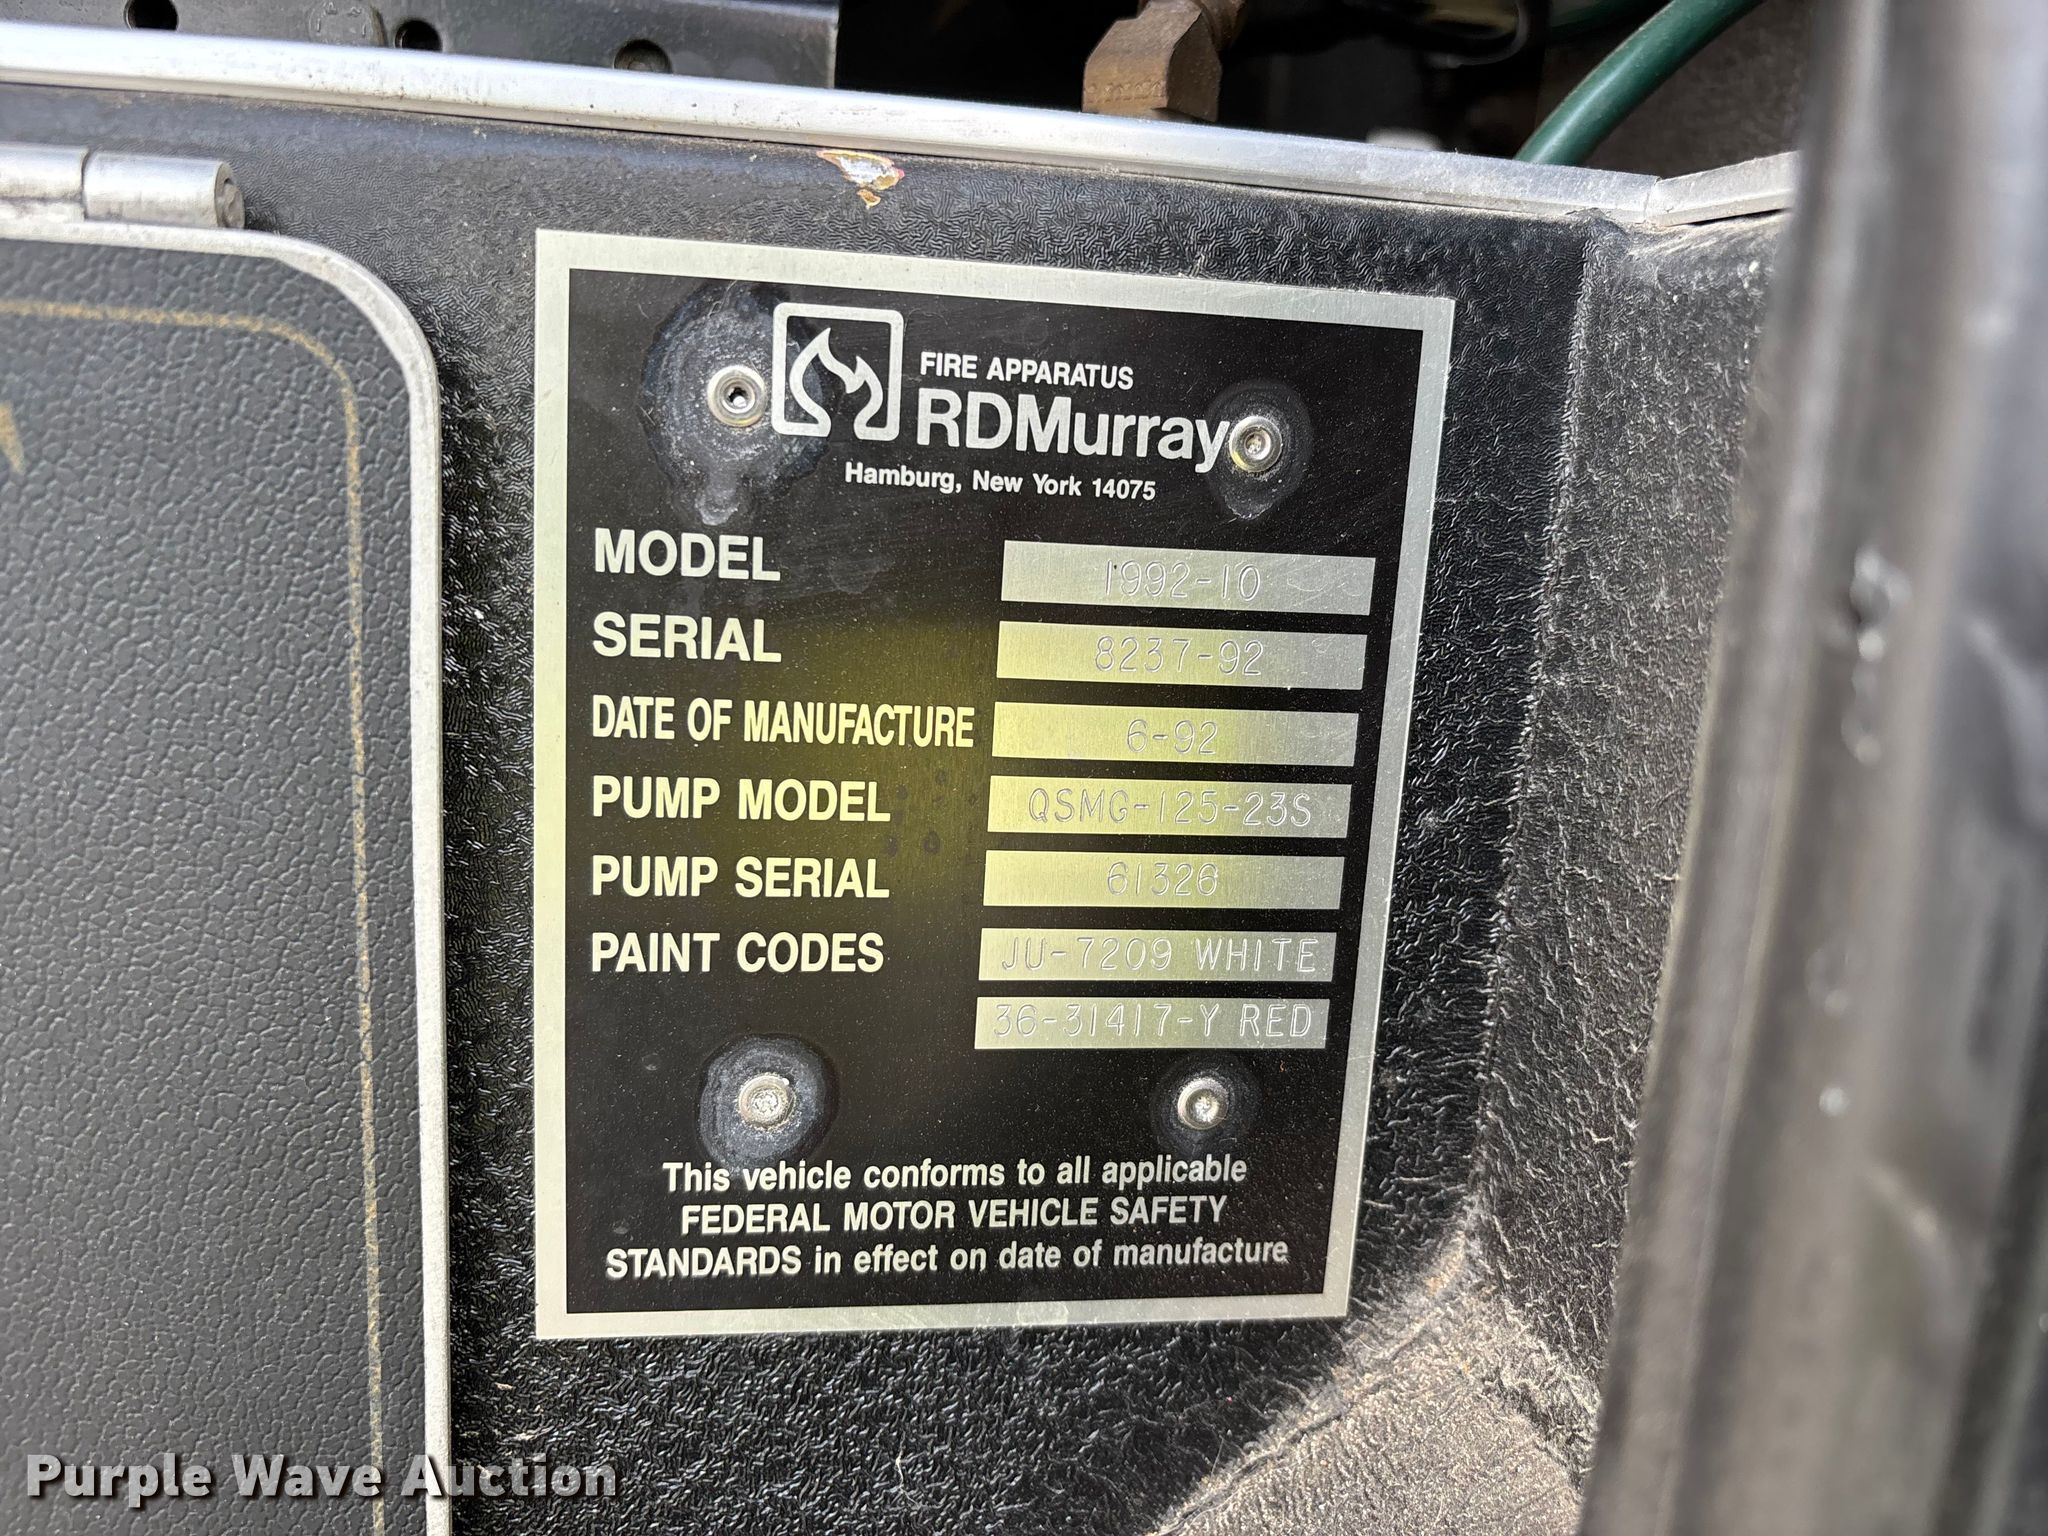 FIRE APPARATUS
RDMurray
Hamburg, New York 14075
MODEL 1992-10
SERIAL 8237-92
DATE OF MANUFACTURE 6-92
PUMP MODEL QSMG-125-23S
PUMP SERIAL 61326
PAINT CODES JU-7209 WHITE
36-31417-Y RED
This vehicle conforms to all applicable
FEDERAL MOTOR VEHICLE SAFETY
STANDARDS in effect on date of manufacture
Purple Wave Auction